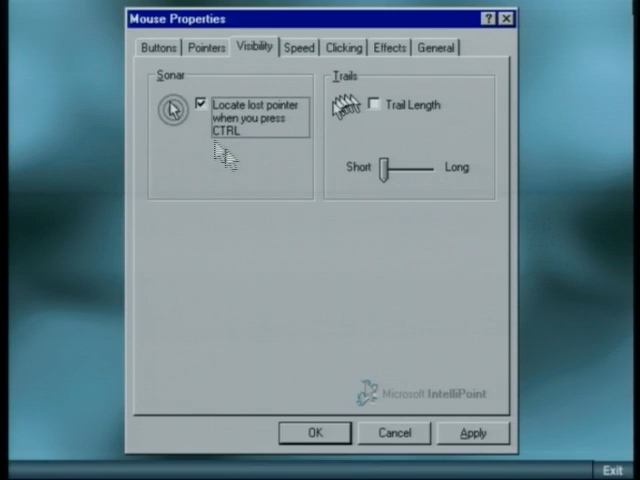 Mouse Properties
Buttons Pointers Visibility Speed Clicking Effects General
Sonar
Locate lost pointer
when you press
CTRL
Trails
Trail Length
Short Long
Microsoft IntelliPoint
OK Cancel Apply
Exit